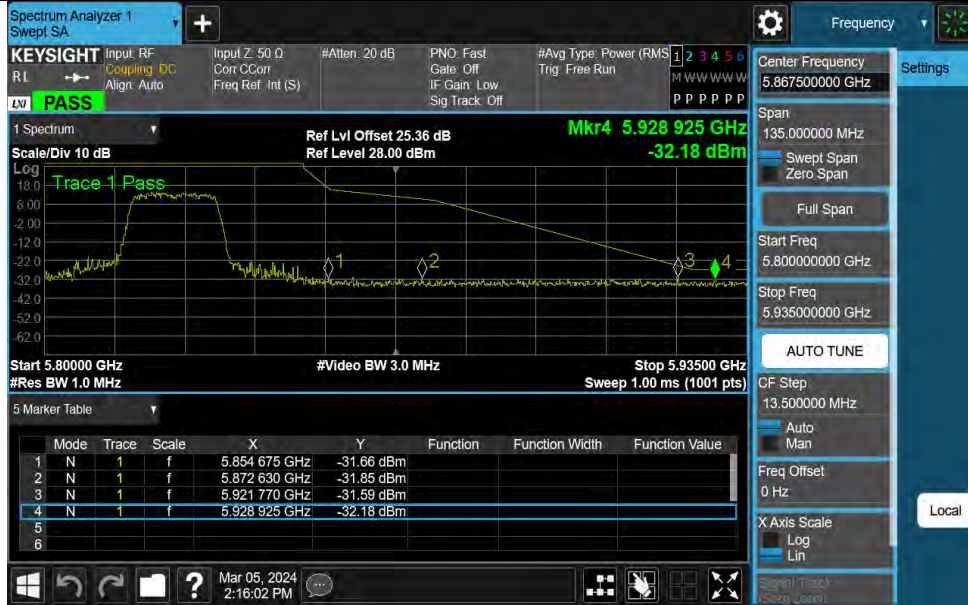 Spectrum Analyzer 1
Swept SA
Frequency
KEYSIGHT
RL
LXI
PASS
Input: RF
Coupling: DC
Align: Auto
Input Z: 50 Ω
Corr CCorr
Freq Ref: Int (S)
#Atten: 20 dB
PNO: Fast
Gate: Off
IF Gain: Low
Sig Track: Off
#Avg Type: Power (RMS
Trig: Free Run
1 2 3 4 5 6
M W W W W W
P P P P P P
1 Spectrum
Scale/Div 10 dB
Ref Lvl Offset 25.36 dB
Ref Level 28.00 dBm
Mkr4 5.928 925 GHz
-32.18 dBm
Log
Trace 1 Pass
18.0
8.00
-2.00
-12.0
-22.0
-32.0
-42.0
-52.0
-62.0
1
2
3
4
Start 5.80000 GHz
#Video BW 3.0 MHz
Stop 5.93500 GHz
#Res BW 1.0 MHz
Sweep 1.00 ms (1001 pts)
5 Marker Table
Mode Trace Scale X Y Function Function Width Function Value
1 N 1 f 5.854 675 GHz -31.66 dBm
2 N 1 f 5.872 630 GHz -31.85 dBm
3 N 1 f 5.921 770 GHz -31.59 dBm
4 N 1 f 5.928 925 GHz -32.18 dBm
5
6
Mar 05, 2024
2:16:02 PM
Center Frequency
5.867500000 GHz
Span
135.000000 MHz
Swept Span
Zero Span
Full Span
Start Freq
5.800000000 GHz
Stop Freq
5.935000000 GHz
AUTO TUNE
CF Step
13.500000 MHz
Auto
Man
Freq Offset
0 Hz
X Axis Scale
Log
Lin
Signal Track
(Span Zoom)
Settings
Local